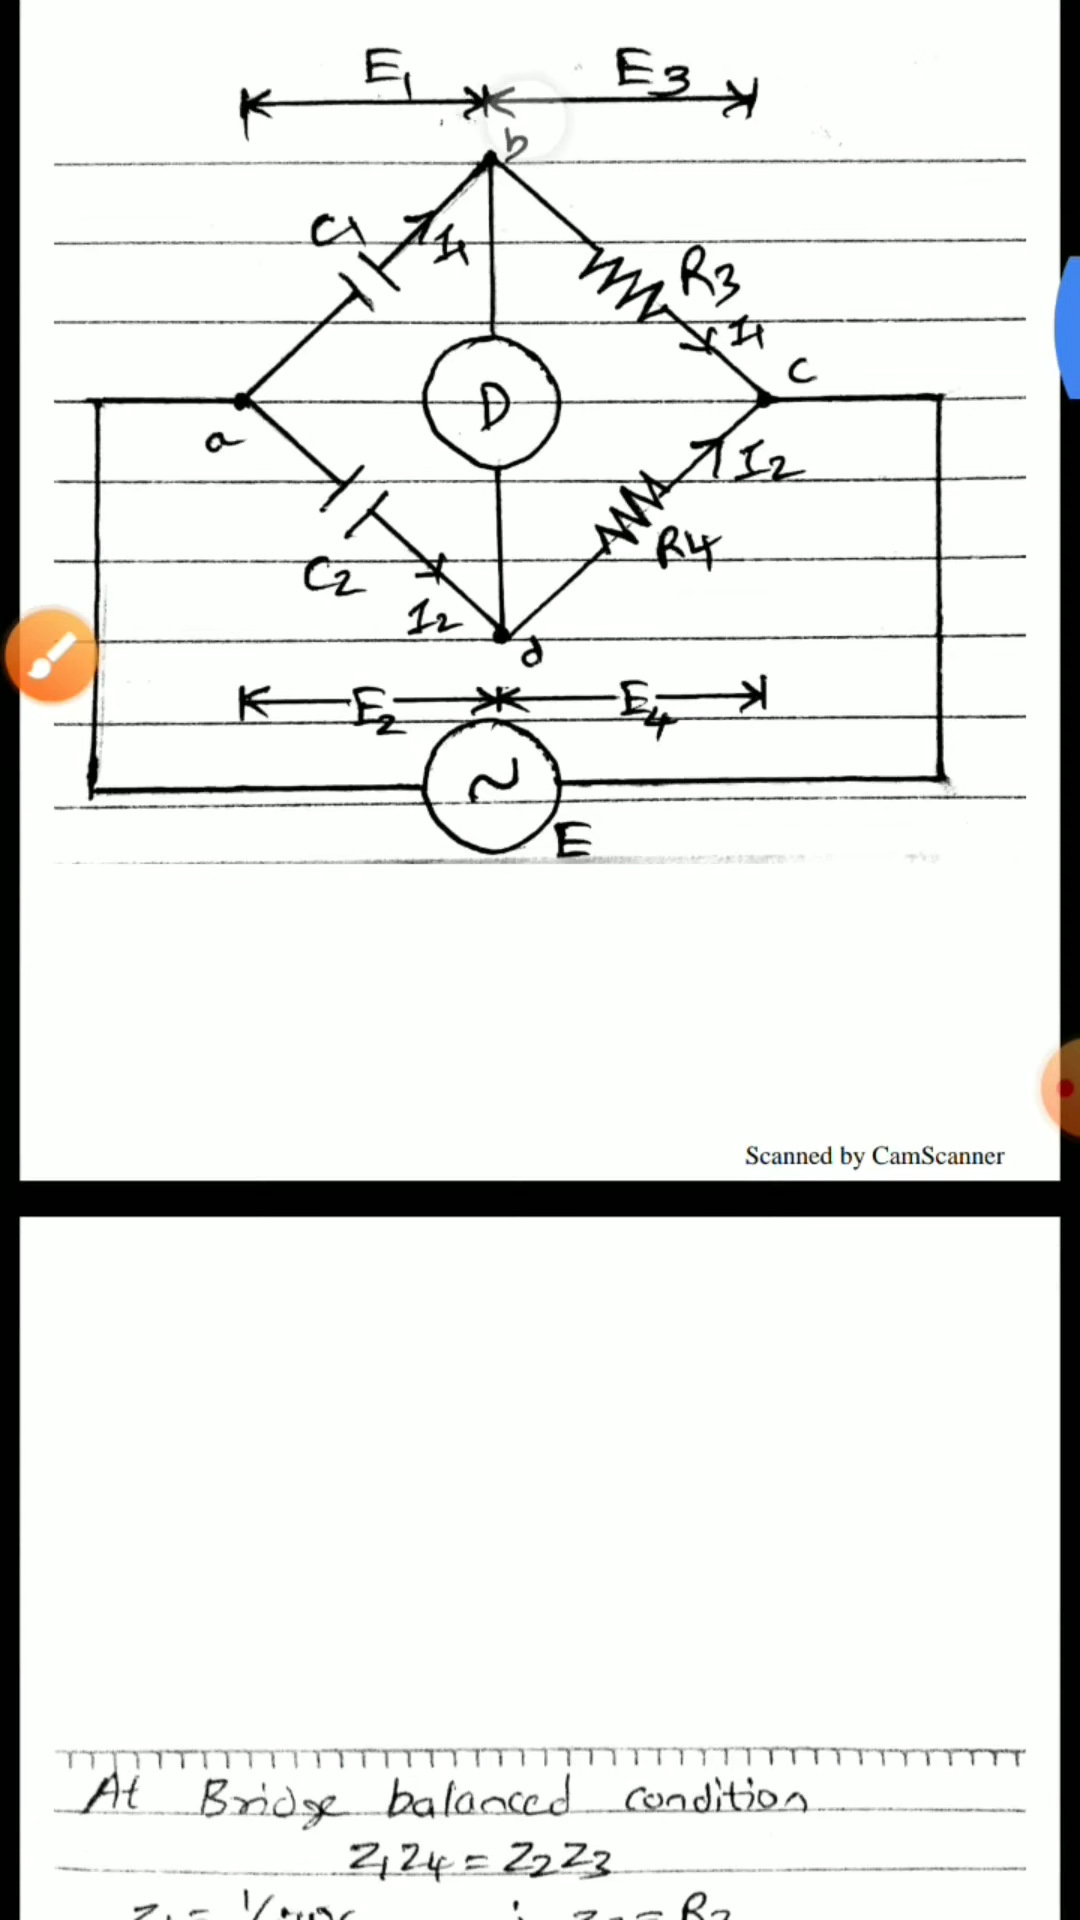 E1 E3
b
C1 I1
R3
I1
C
D
a
I2
R4
C2
I2
d
E2 E4
~
E
Scanned by CamScanner
At Bridge balanced condition
Z1Z4 = Z2Z3